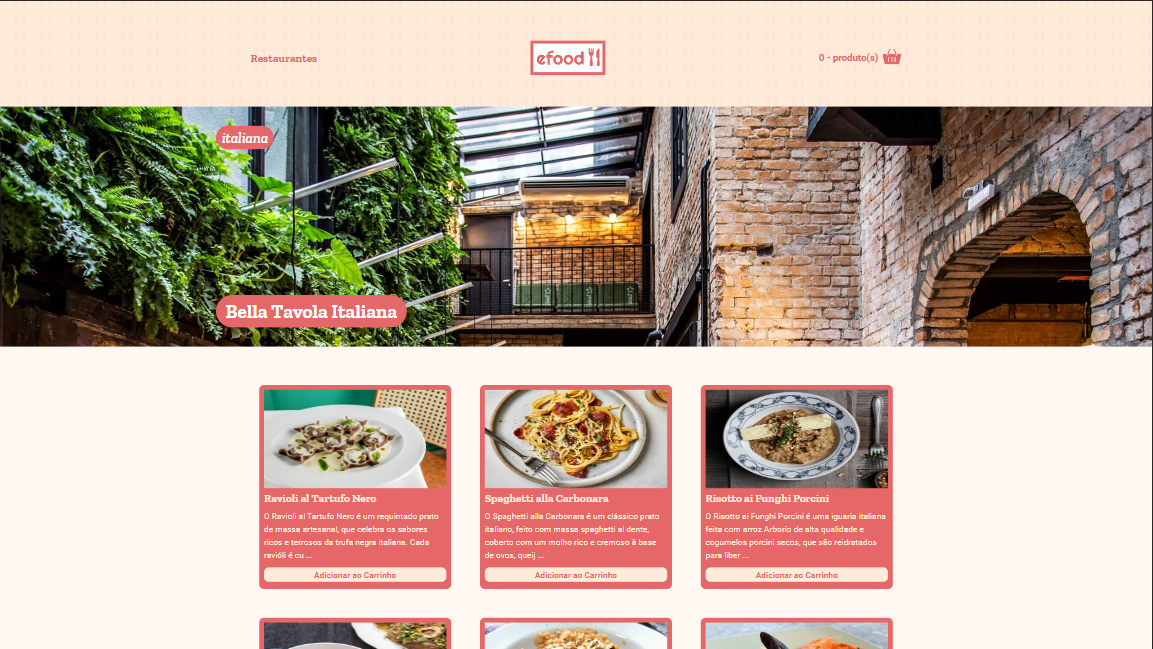 Restaurantes
efood
0 - produto(s)
italiana
Bella Tavola Italiana
Ravioli al Tartufo Nero
O Ravioli al Tartufo Nero é um requintado prato
de massa artesanal, que celebra os sabores
ricos e terrosos da trufa negra italiana. Cada
ravióli é cu ...
Adicionar ao Carrinho
Spaghetti alla Carbonara
O Spaghetti alla Carbonara é um clássico prato
italiano, feito com massa spaghetti al dente,
coberto com um molho rico e cremoso à base
de ovos, queij ...
Adicionar ao Carrinho
Risotto ai Funghi Porcini
O Risotto ai Funghi Porcini é uma iguaria italiana
feita com arroz Arborio de alta qualidade e
cogumelos porcini secos, que são reidratados
para liber ...
Adicionar ao Carrinho